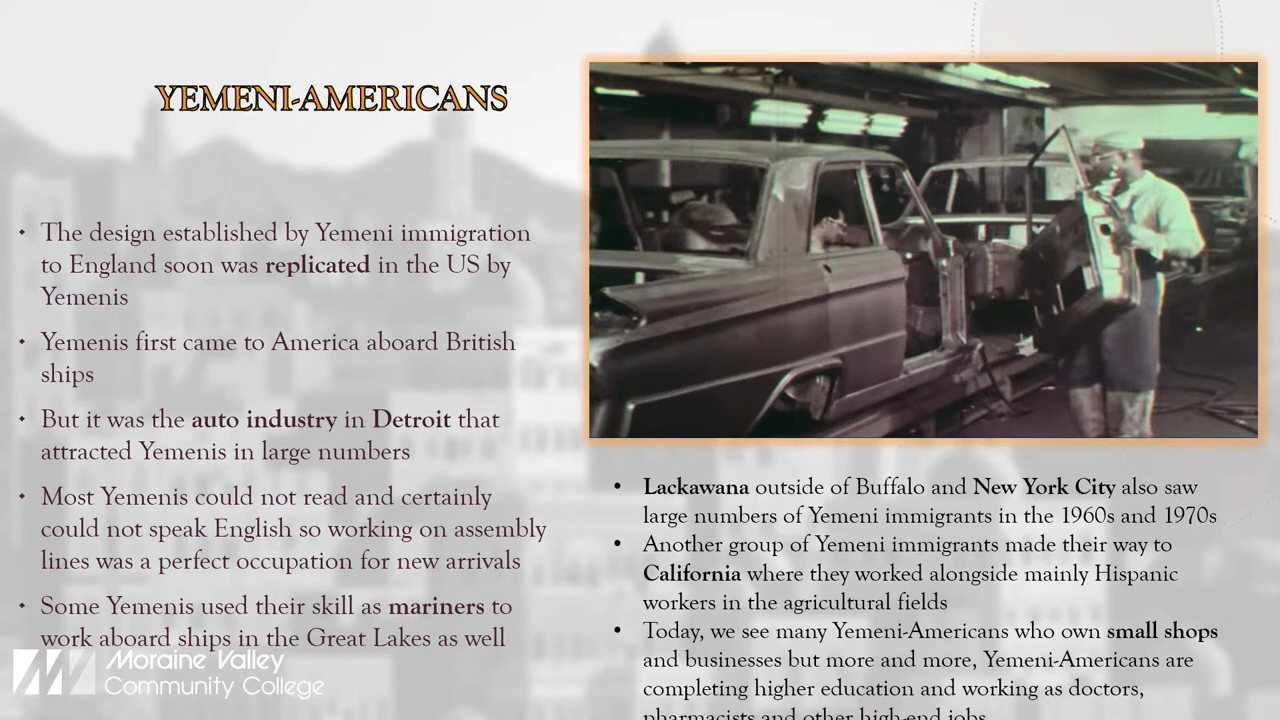 YEMENI-AMERICANS
• The design established by Yemeni immigration
to England soon was replicated in the US by
Yemenis
• Yemenis first came to America aboard British
ships
• But it was the auto industry in Detroit that
attracted Yemenis in large numbers
• Most Yemenis could not read and certainly
could not speak English so working on assembly
lines was a perfect occupation for new arrivals
• Some Yemenis used their skill as mariners to
work aboard ships in the Great Lakes as well
• Lackawana outside of Buffalo and New York City also saw
large numbers of Yemeni immigrants in the 1960s and 1970s
• Another group of Yemeni immigrants made their way to
California where they worked alongside mainly Hispanic
workers in the agricultural fields
• Today, we see many Yemeni-Americans who own small shops
and businesses but more and more, Yemeni-Americans are
completing higher education and working as doctors,
pharmacists and other high-end jobs
Moraine Valley
Community College